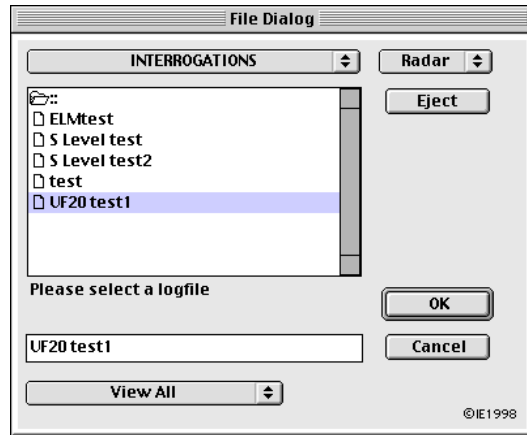 File Dialog
INTERROGATIONS
Radar
::
ELMtest
S Level test
S Level test2
test
UF20 test1
Eject
Please select a logfile
OK
UF20 test1
Cancel
View All
©IE1998